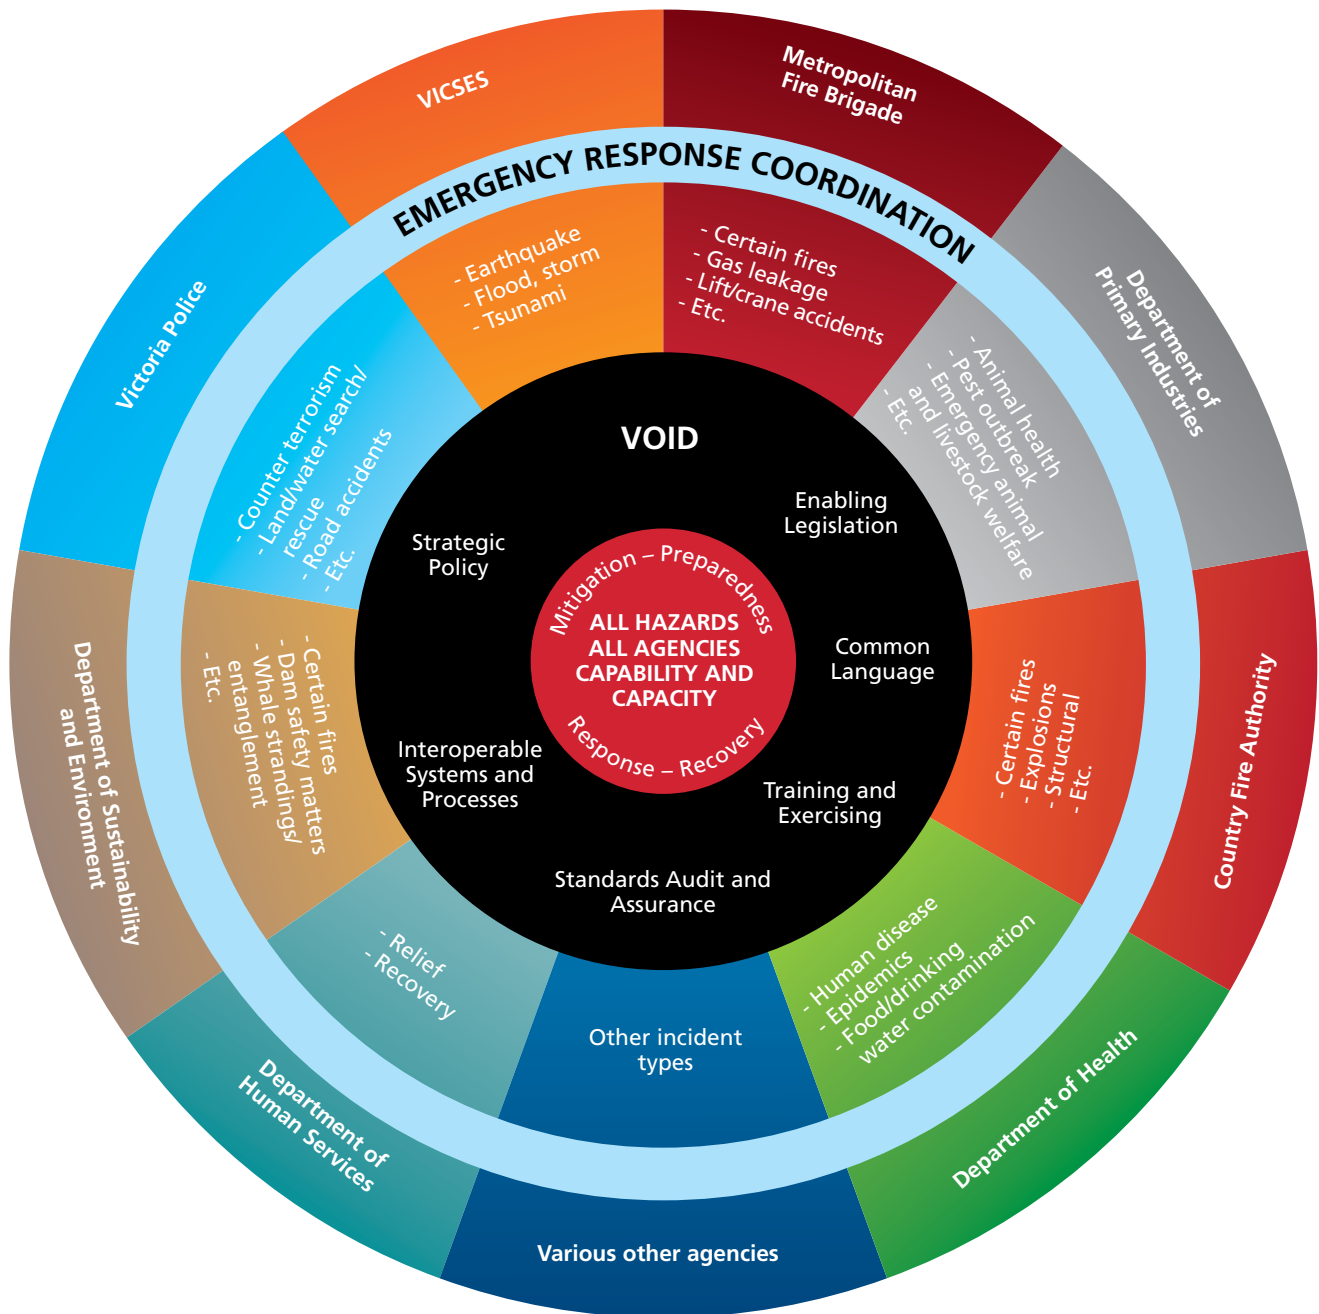 VICSES
Metropolitan
Fire Brigade
Department of
Primary Industries
Country Fire Authority
Department of Health
Various other agencies
Department of
Human Services
Department of Sustainability
and Environment
Victoria Police
EMERGENCY RESPONSE COORDINATION
- Earthquake
- Flood, storm
- Tsunami
- Certain fires
- Gas leakage
- Lift/crane accidents
- Etc.
- Animal health
- Pest outbreak
- Emergency animal
and livestock welfare
- Etc.
- Certain fires
- Explosions
- Structural
- Etc.
- Human disease
- Epidemics
- Food/drinking
water contamination
Other incident
types
- Relief
- Recovery
- Certain fires
- Dam safety matters
- Whale strandings/
entanglement
- Etc.
- Counter terrorism
- Land/water search/
rescue
- Road accidents
- Etc.
VOID
Enabling
Legislation
Common
Language
Training and
Exercising
Standards Audit and
Assurance
Interoperable
Systems and
Processes
Strategic
Policy
Mitigation – Preparedness
ALL HAZARDS
ALL AGENCIES
CAPABILITY AND
CAPACITY
Response – Recovery